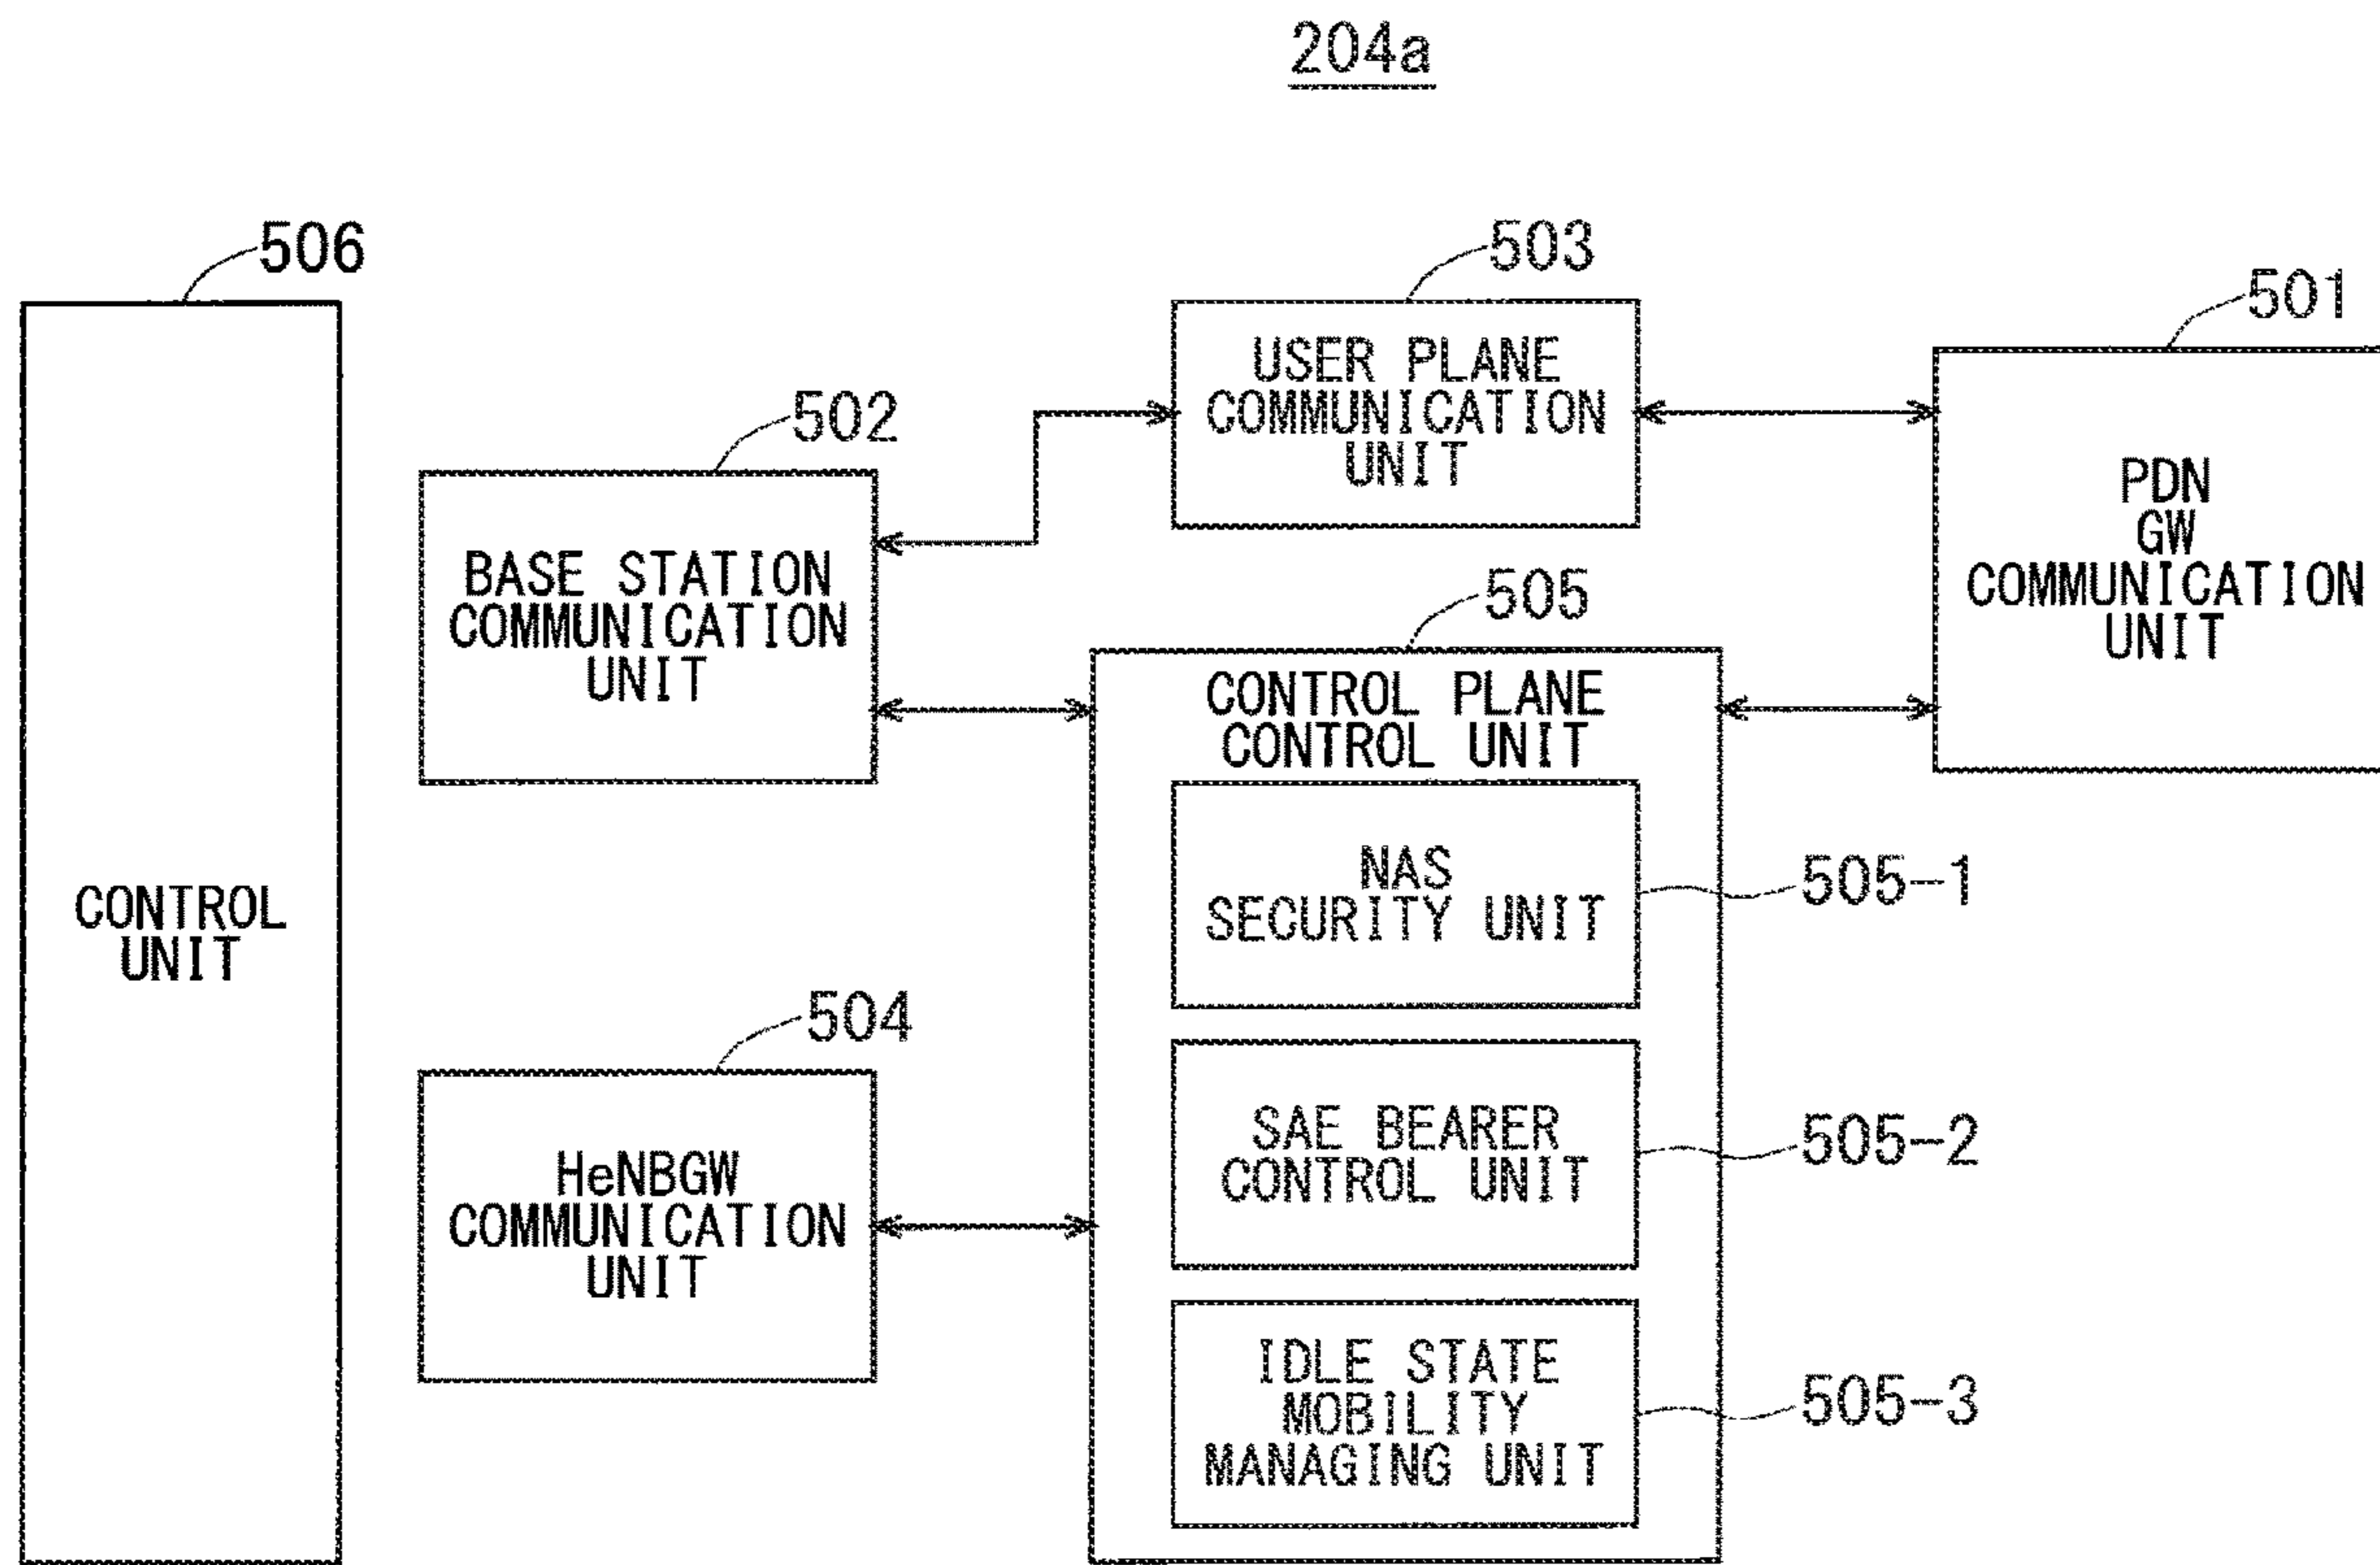 204a
506
503
501
502
USER PLANE
COMMUNICATION
UNIT
PDN
GW
COMMUNICATION
UNIT
BASE STATION
COMMUNICATION
UNIT
505
CONTROL PLANE
CONTROL UNIT
CONTROL
UNIT
NAS
SECURITY UNIT
505-1
504
HeNBGW
COMMUNICATION
UNIT
SAE BEARER
CONTROL UNIT
505-2
IDLE STATE
MOBILITY
MANAGING UNIT
505-3